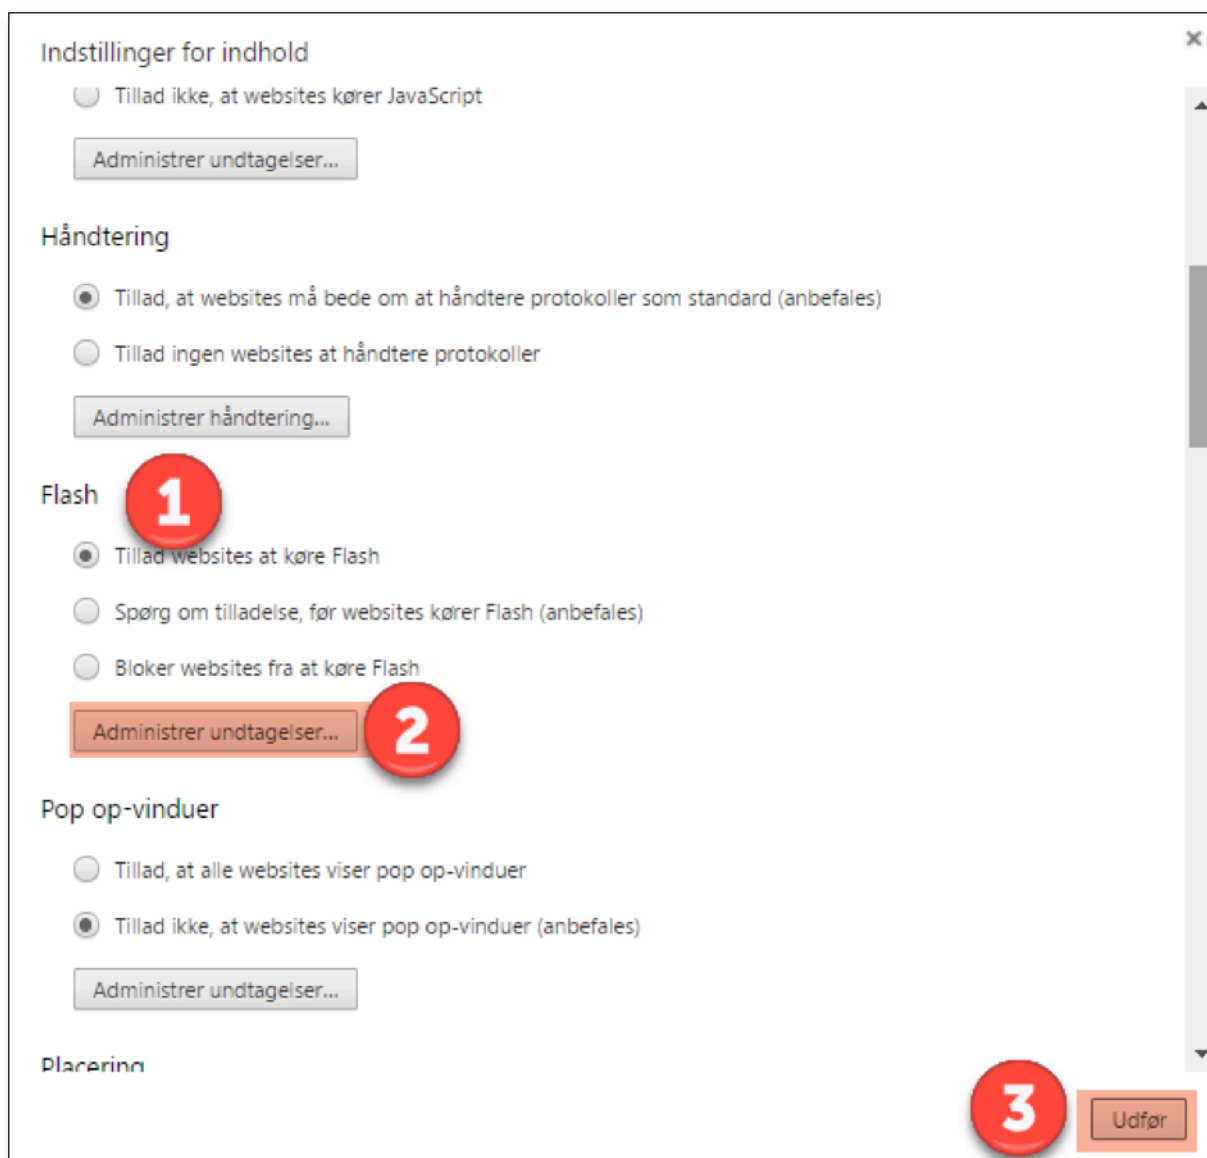 Indstillinger for indhold
×
Tillad ikke, at websites kører JavaScript
Administrer undtagelser...
Håndtering
Tillad, at websites må bede om at håndtere protokoller som standard (anbefales)
Tillad ingen websites at håndtere protokoller
Administrer håndtering...
Flash
1
Tillad websites at køre Flash
Spørg om tilladelse, før websites kører Flash (anbefales)
Bloker websites fra at køre Flash
Administrer undtagelser...
2
Pop op-vinduer
Tillad, at alle websites viser pop op-vinduer
Tillad ikke, at websites viser pop op-vinduer (anbefales)
Administrer undtagelser...
Placering
3
Udfør